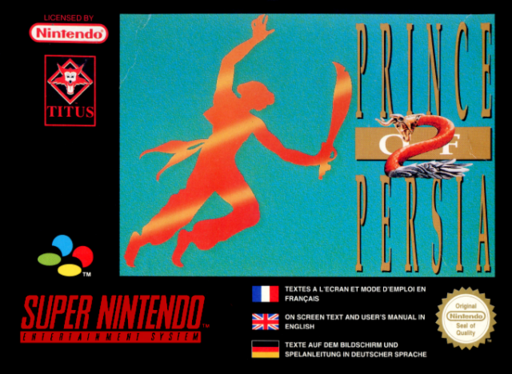 LICENSED BY
Nintendo
TITUS
PRINCE
OF
2
PERSIA
TM
SUPER NINTENDO
TM
ENTERTAINMENT SYSTEM
TEXTES A L'ECRAN ET MODE D'EMPLOI EN
FRANÇAIS
ON SCREEN TEXT AND USER'S MANUAL IN
ENGLISH
TEXTE AUF DEM BILDSCHIRM UND
SPELANLEITUNG IN DEUTSCHER SPRACHE
Original
Nintendo
Seal of
Quality